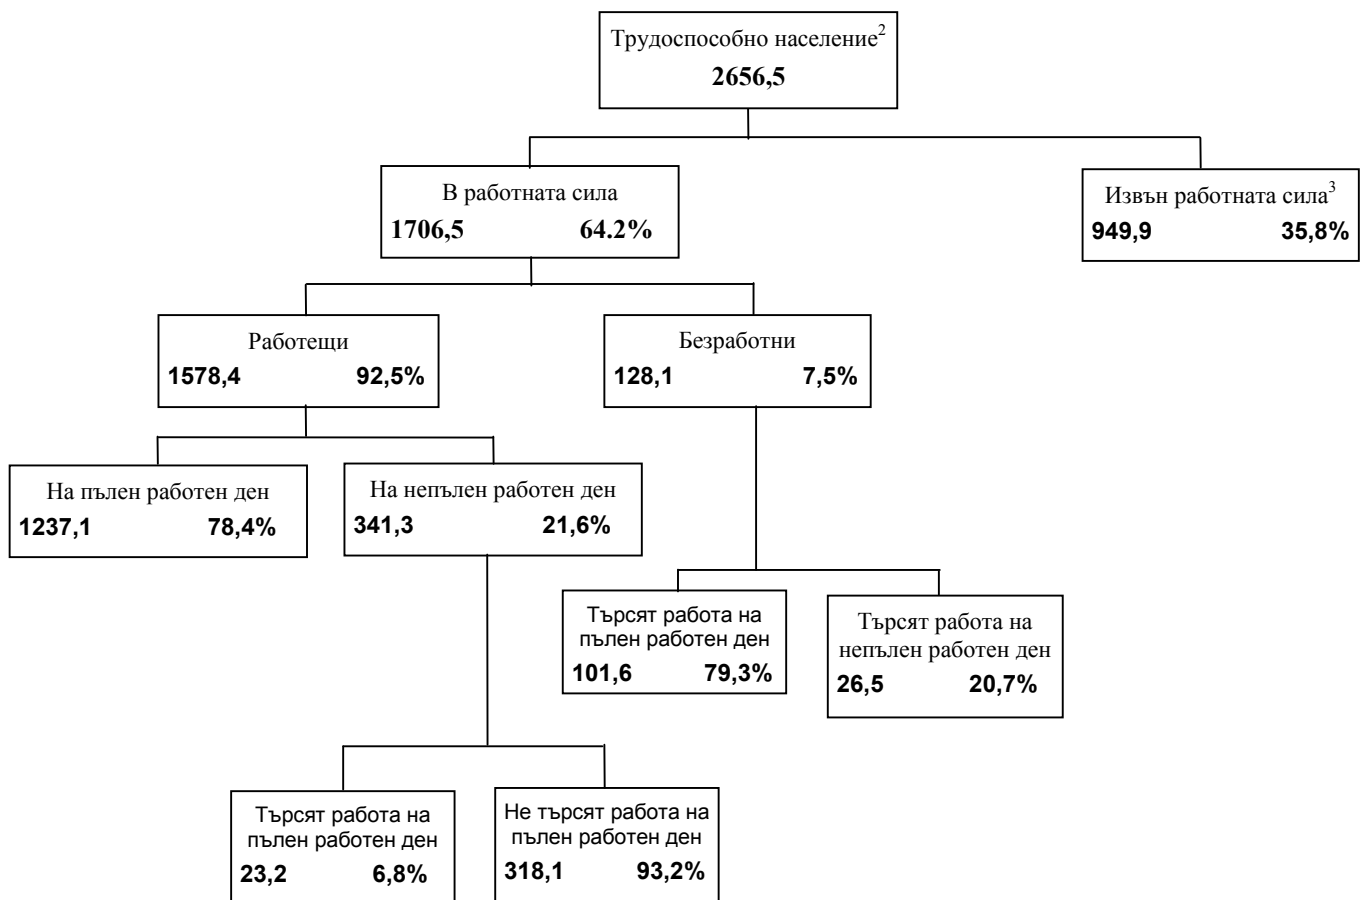 Трудоспособно население²
2656,5
В работната сила
1706,5 64.2%
Извън работната сила³
949,9 35,8%
Работещи
1578,4 92,5%
Безработни
128,1 7,5%
На пълен работен ден
1237,1 78,4%
На непълен работен ден
341,3 21,6%
Търсят работа на
пълен работен ден
101,6 79,3%
Търсят работа на
непълен работен ден
26,5 20,7%
Търсят работа на
пълен работен ден
23,2 6,8%
Не търсят работа на
пълен работен ден
318,1 93,2%